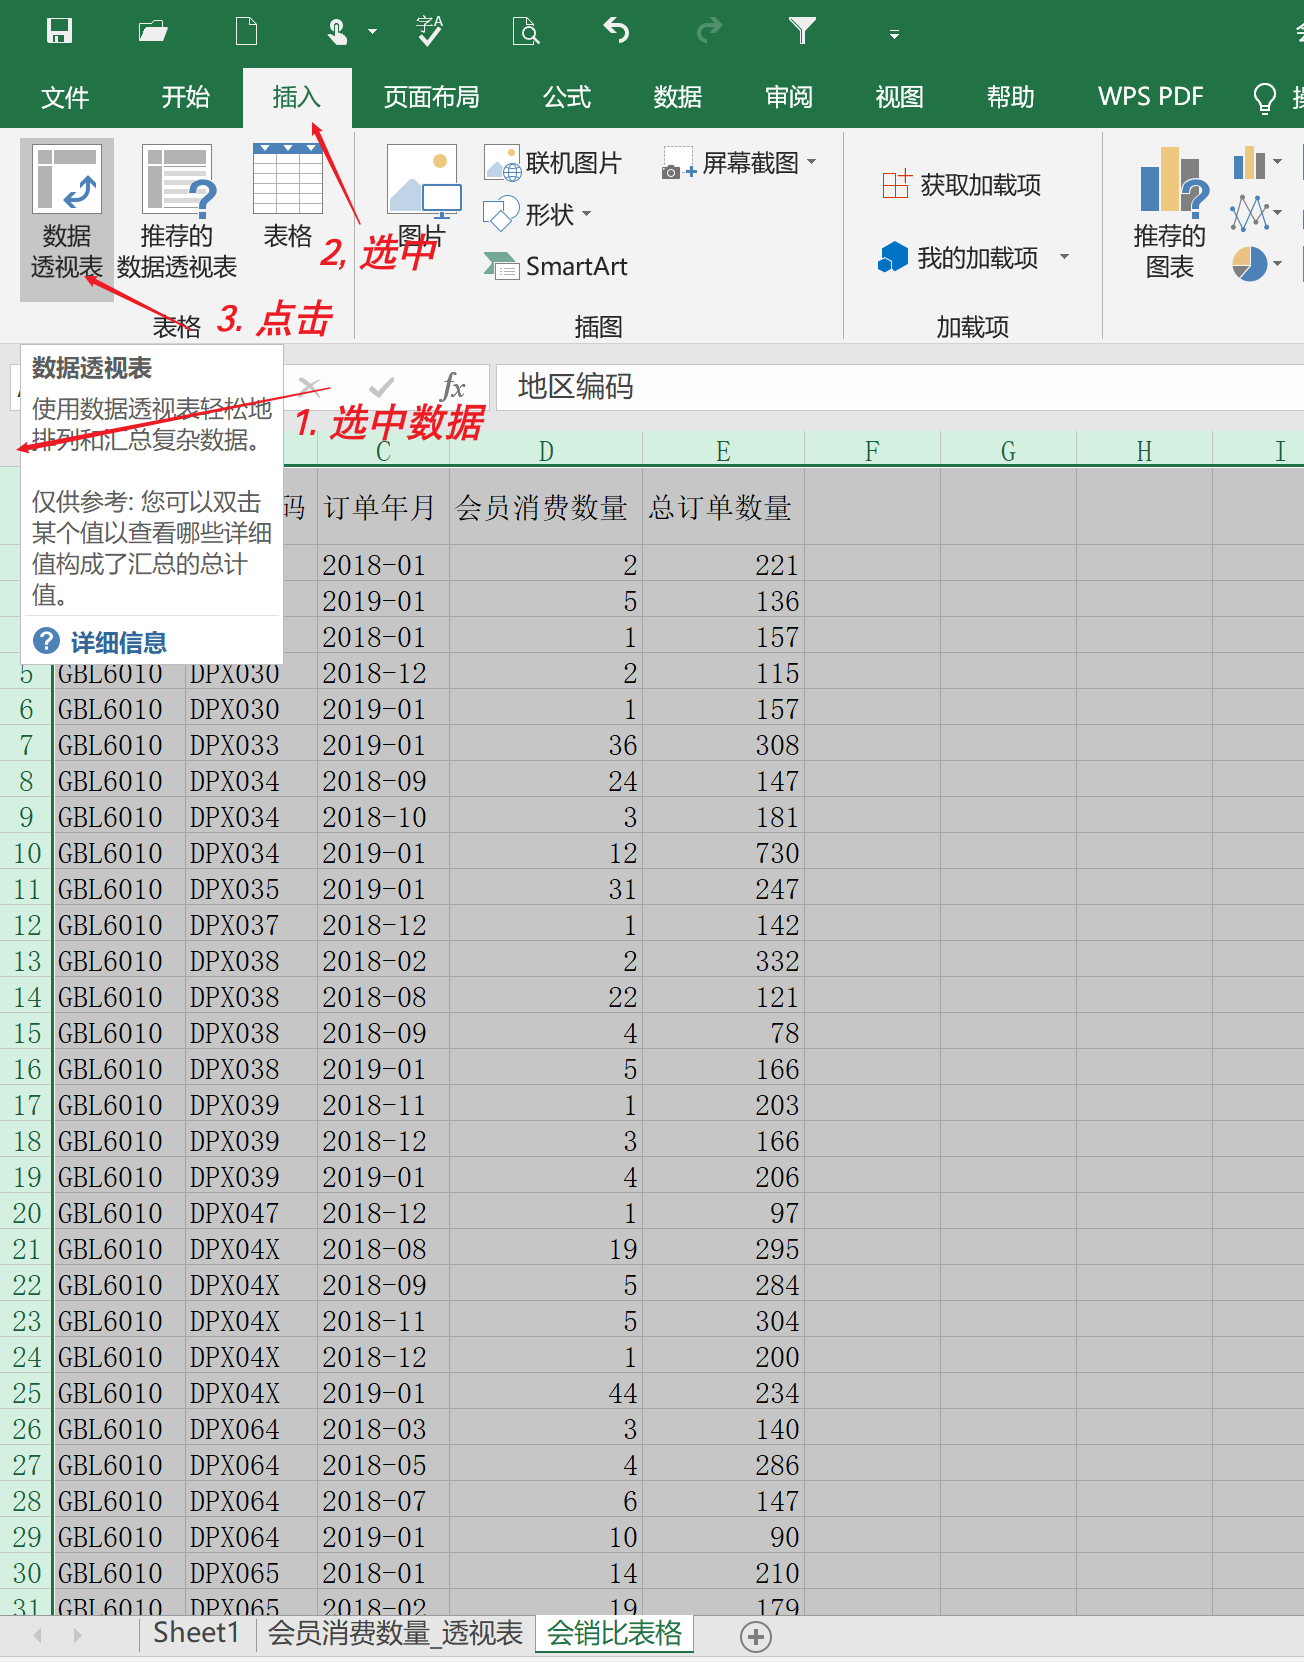 字A
文件 开始 插入 页面布局 公式 数据 审阅 视图 帮助 WPS PDF
数据
透视表
推荐的
数据透视表
表格
图片
联机图片
形状
SmartArt
屏幕截图
获取加载项
我的加载项
推荐的
图表
2, 选中
3. 点击
表格 插图 加载项
数据透视表
使用数据透视表轻松地
排列和汇总复杂数据。
仅供参考: 您可以双击
某个值以查看哪些详细
值构成了汇总的总计
值。
? 详细信息
fx 地区编码
1. 选中数据
C D E F G H I
码 订单年月 会员消费数量 总订单数量
2018-01 2 221
2019-01 5 136
2018-01 1 157
5 GBL6010 DPX030 2018-12 2 115
6 GBL6010 DPX030 2019-01 1 157
7 GBL6010 DPX033 2019-01 36 308
8 GBL6010 DPX034 2018-09 24 147
9 GBL6010 DPX034 2018-10 3 181
10 GBL6010 DPX034 2019-01 12 730
11 GBL6010 DPX035 2019-01 31 247
12 GBL6010 DPX037 2018-12 1 142
13 GBL6010 DPX038 2018-02 2 332
14 GBL6010 DPX038 2018-08 22 121
15 GBL6010 DPX038 2018-09 4 78
16 GBL6010 DPX038 2019-01 5 166
17 GBL6010 DPX039 2018-11 1 203
18 GBL6010 DPX039 2018-12 3 166
19 GBL6010 DPX039 2019-01 4 206
20 GBL6010 DPX047 2018-12 1 97
21 GBL6010 DPX04X 2018-08 19 295
22 GBL6010 DPX04X 2018-09 5 284
23 GBL6010 DPX04X 2018-11 5 304
24 GBL6010 DPX04X 2018-12 1 200
25 GBL6010 DPX04X 2019-01 44 234
26 GBL6010 DPX064 2018-03 3 140
27 GBL6010 DPX064 2018-05 4 286
28 GBL6010 DPX064 2018-07 6 147
29 GBL6010 DPX064 2019-01 10 90
30 GBL6010 DPX065 2018-01 14 210
31 GBL6010 DPX065 2018-02 19 179
Sheet1 会员消费数量_透视表 会销比表格